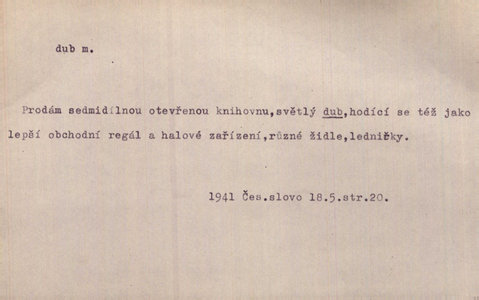 dub m.
Prodám sedmidílnou otevřenou knihovnu,světlý dub,hodící se též jako
lepší obchodní regál a halové zařízení,různé židle,ledničky.
1941 Čes.slovo 18.5.str.20.